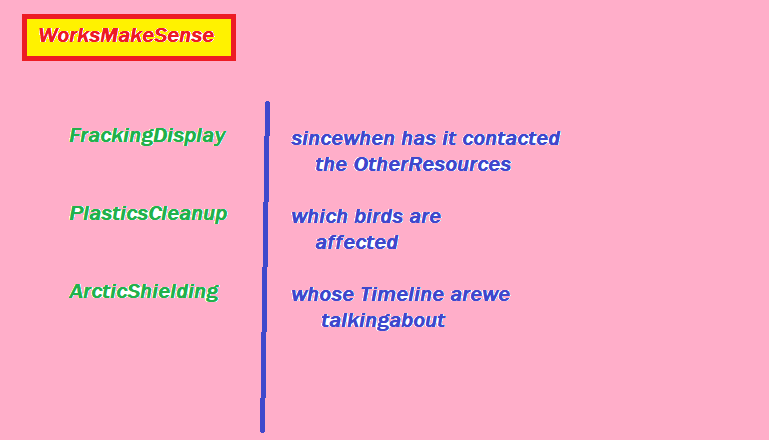 WorksMakeSense
FrackingDisplay
sincewhen has it contacted
the OtherResources
PlasticsCleanup
which birds are
affected
ArcticShielding
whose Timeline arewe
talkingabout